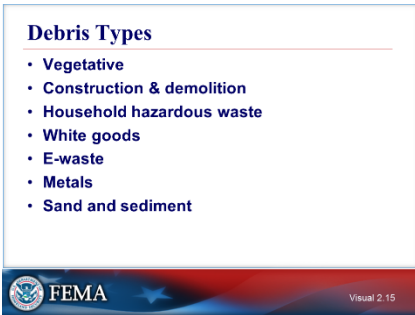 Debris Types
• Vegetative
• Construction & demolition
• Household hazardous waste
• White goods
• E-waste
• Metals
• Sand and sediment
FEMA
Visual 2.15